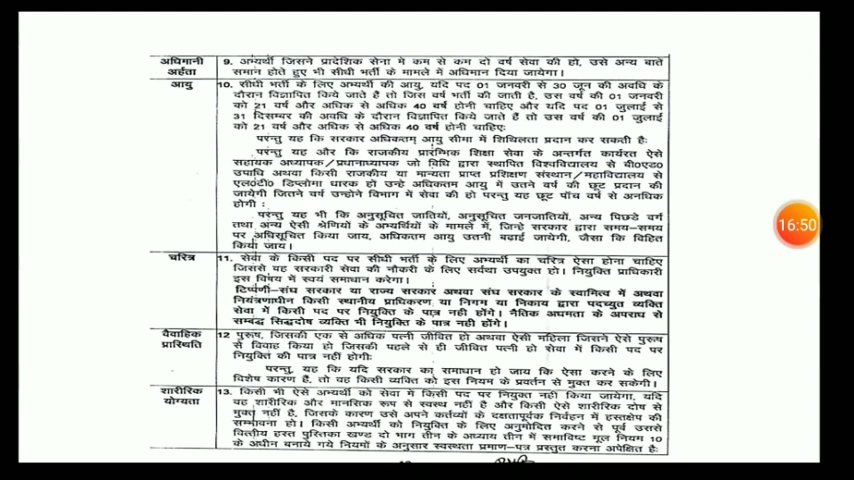 अधिमानी अर्हता
9. अभ्यर्थी जिसने प्रादेशिक सेना में कम से कम दो वर्ष सेवा की हो, उसे अन्य बाते
समान होते हुए भी सीधी भर्ती के मामले में अधिमान दिया जायेगा।
आयु
10. सीधी भर्ती के लिए अभ्यर्थी की आयु, यदि पद 01 जनवरी से 30 जून की अवधि के
दौरान विज्ञापित किये जाते हैं तो जिस वर्ष भर्ती की जाती है, उस वर्ष की 01 जनवरी
को 21 वर्ष और अधिक से अधिक 40 वर्ष होनी चाहिए और यदि पद 01 जुलाई से
31 दिसम्बर की अवधि के दौरान विज्ञापित किये जाते हैं तो उस वर्ष की 01 जुलाई
को 21 वर्ष और अधिक से अधिक 40 वर्ष होनी चाहिएः
परन्तु यह कि सरकार अधिकतम् आयु सीमा में शिथिलता प्रदान कर सकती हैः
परन्तु यह और कि राजकीय प्रारम्भिक शिक्षा सेवा के अन्तर्गत कार्यरत ऐसे
सहायक अध्यापक/प्रधानाध्यापक जो विधि द्वारा स्थापित विश्वविद्यालय से बी0एड0
उपाधि अथवा किसी राजकीय या मान्यता प्राप्त प्रशिक्षण संस्थान/महाविद्यालय से
एल0टी0 डिप्लोमा धारक हो उन्हे अधिकतम आयु में उतने वर्ष की छूट प्रदान की
जायेगी जितने वर्ष उन्होने विभाग में सेवा की हो परन्तु यह छूट पाँच वर्ष से अनधिक
होगी :
परन्तु यह भी कि अनुसूचित जातियों, अनुसूचित जनजातियों, अन्य पिछडे वर्ग
तथा अन्य ऐसी श्रेणियों के अभ्यर्थियों के मामले में, जिन्हे सरकार द्वारा समय-समय
पर अधिसूचित किया जाय, अधिकतम आयु उतनी बढ़ाई जायेगी, जैसा कि विहित
किया जाय।
चरित्र
11. सेवा के किसी पद पर सीधी भर्ती के लिए अभ्यर्थी का चरित्र ऐसा होना चाहिए
जिससे वह सरकारी सेवा की नौकरी के लिए सर्वथा उपयुक्त हो। नियुक्ति प्राधिकारी
इस विषय में स्वयं समाधान करेगा।
टिप्पणी-संघ सरकार या राज्य सरकार अथवा संघ सरकार के स्वामित्व में अथवा
नियंत्रणाधीन किसी स्थानीय प्राधिकरण या निगम या निकाय द्वारा पदच्युत व्यक्ति
सेवा में किसी पद पर नियुक्ति के पात्र नही होंगे। नैतिक अधमता के अपराध से
सम्बद्ध सिद्धदोष व्यक्ति भी नियुक्ति के पात्र नही होंगे।
वैवाहिक प्रास्थिति
12 पुरूष, जिसकी एक से अधिक पत्नी जीवित हो अथवा ऐसी महिला जिसने ऐसे पुरूष
से विवाह किया हो जिसकी पहले से ही जीवित पत्नी हो सेवा में किसी पद पर
नियुक्ति की पात्र नहीं होगीः
परन्तु, यह कि यदि सरकार का समाधान हो जाय कि ऐसा करने के लिए
विशेष कारण हैं, तो वह किसी व्यक्ति को इस नियम के प्रवर्तन से मुक्त कर सकेगी।
शारीरिक योग्यता
13. किसी भी ऐसे अभ्यर्थी को सेवा में किसी पद पर नियुक्त नही किया जायेगा, यदि
वह शारीरिक और मानसिक रूप से स्वस्थ नहीं है और किसी ऐसे शारीरिक दोष से
मुक्त नहीं है, जिसके कारण उसे अपने कर्तव्यों के दक्षतापूर्वक निर्वहन में हस्तक्षेप की
सम्भावना हो। किसी अभ्यर्थी को नियुक्ति के लिए अनुमोदित करने से पूर्व उससे
वित्तीय हस्त पुस्तिका खण्ड दो भाग तीन के अध्याय तीन में समाविष्ट मूल नियम 10
के अधीन बनाये गये नियमों के अनुसार स्वस्थता प्रमाण-पत्र प्रस्तुत करना अपेक्षित हैः
16:50